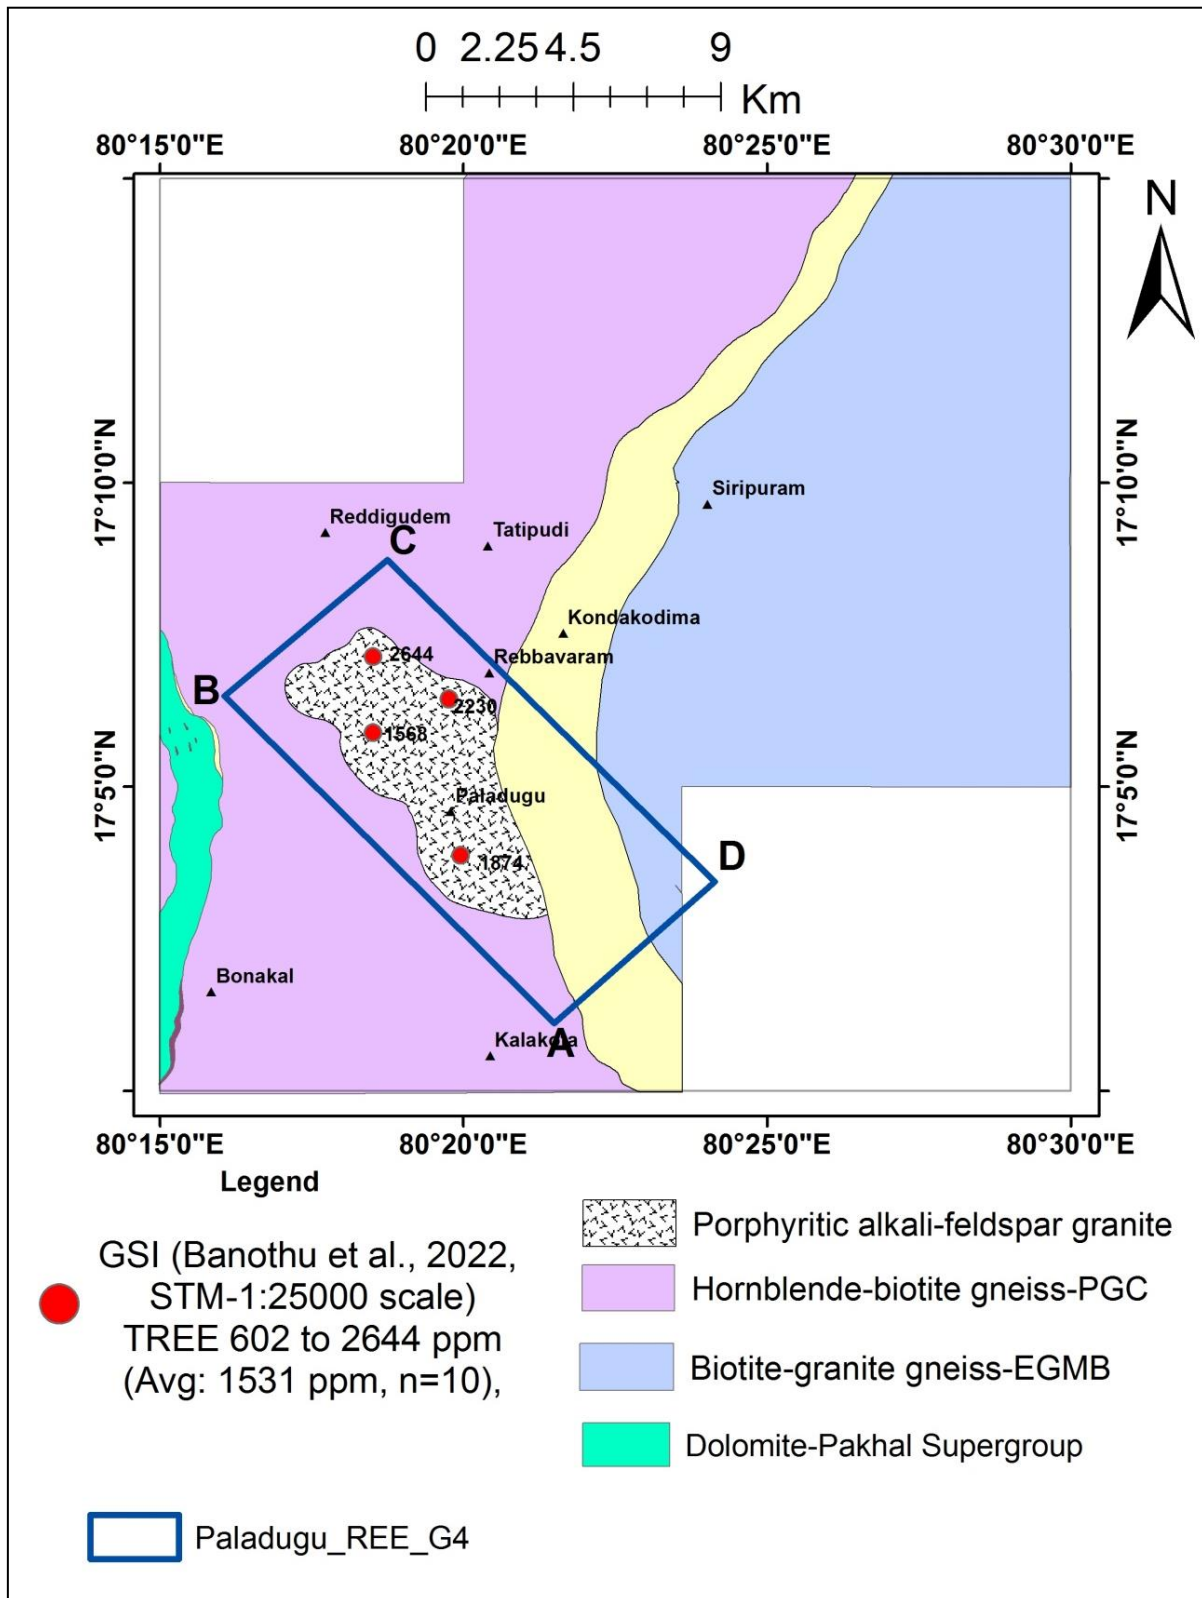 0 2.25 4.5 9
Km
80°15'0"E 80°20'0"E 80°25'0"E 80°30'0"E
N
17°10'0"N 17°10'0"N
Siripuram
Reddigudem
Tatipudi
C
Kondakodima
Rebbavaram
2644
B
2230
1568
17°5'0"N 17°5'0"N
Paladugu
D
1874
Bonakal
Kalakota
A
80°15'0"E 80°20'0"E 80°25'0"E 80°30'0"E
Legend
GSI (Banothu et al., 2022,
STM-1:25000 scale)
TREE 602 to 2644 ppm
(Avg: 1531 ppm, n=10),
Paladugu_REE_G4
Porphyritic alkali-feldspar granite
Hornblende-biotite gneiss-PGC
Biotite-granite gneiss-EGMB
Dolomite-Pakhal Supergroup